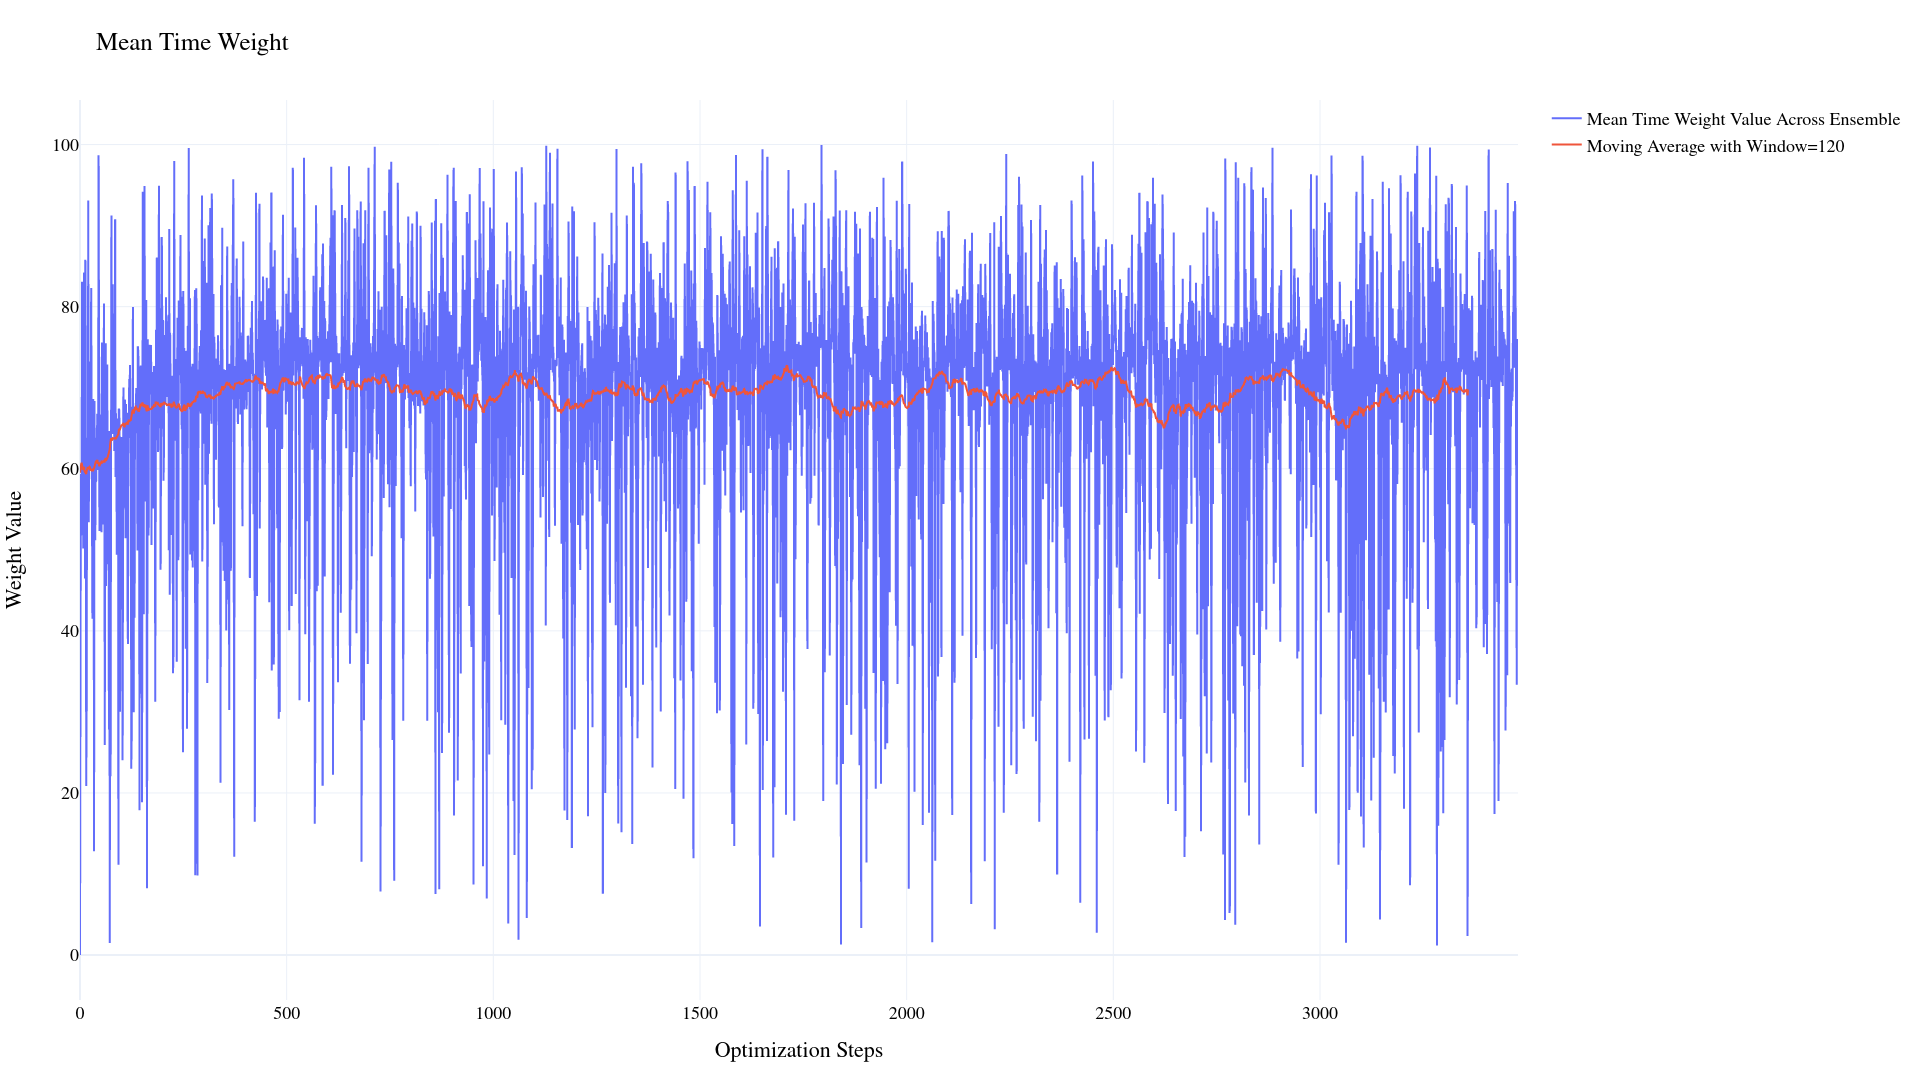 Mean Time Weight
Mean Time Weight Value Across Ensemble
Moving Average with Window=120
Weight Value
100
80
60
40
20
0
0 500 1000 1500 2000 2500 3000
Optimization Steps